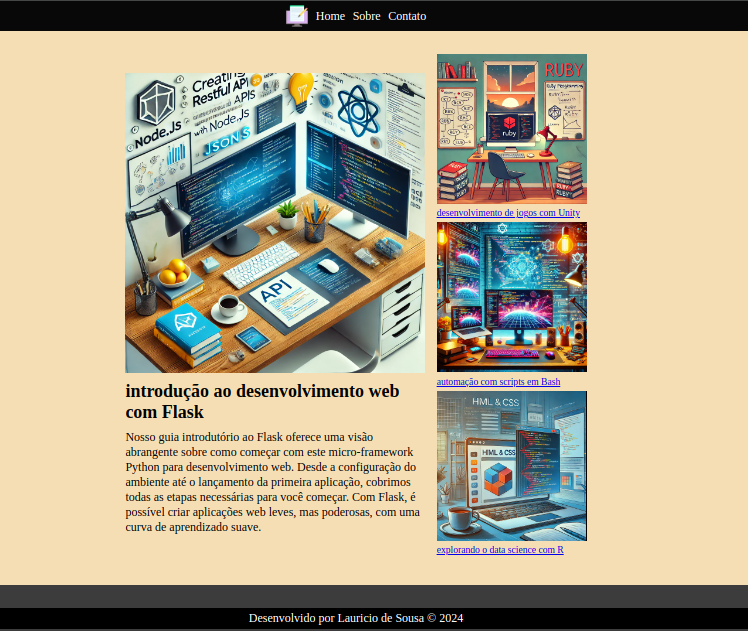 Home Sobre Contato
Creating
Restful APIs
with Node.Js
Node.Js
JSON S
API
introdução ao desenvolvimento web
com Flask
Nosso guia introdutório ao Flask oferece uma visão
abrangente sobre como começar com este micro-framework
Python para desenvolvimento web. Desde a configuração do
ambiente até o lançamento da primeira aplicação, cobrimos
todas as etapas necessárias para você começar. Com Flask, é
possível criar aplicações web leves, mas poderosas, com uma
curva de aprendizado suave.
RUBY
Ruby Programming
ruby
RUBY
desenvolvimento de jogos com Unity
automação com scripts em Bash
HML & CSS
HIML & CSS
explorando o data science com R
Desenvolvido por Lauricio de Sousa © 2024